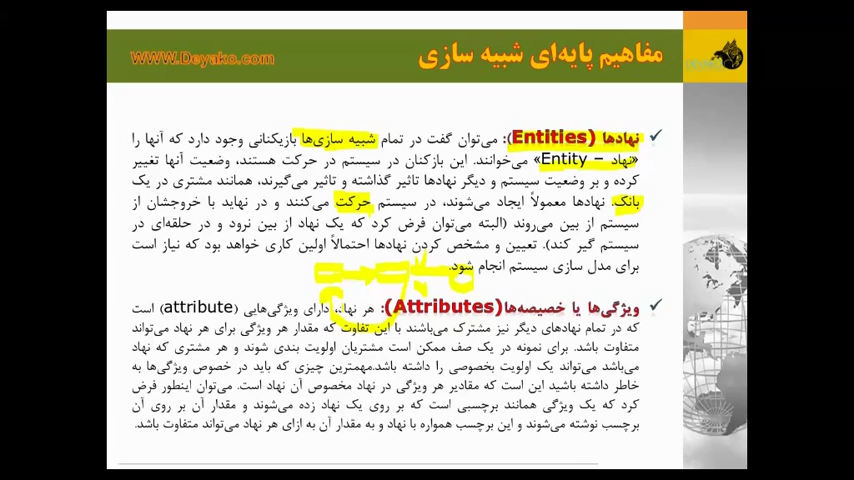 مفاهیم پایه‌ای شبیه سازی
WWW.Deyako.com
نهادها (Entities): می‌توان گفت در تمام شبیه سازی‌ها بازیکنانی وجود دارد که آنها را
«نهاد – Entity» می‌خوانند. این بازکنان در سیستم در حرکت هستند، وضعیت آنها تغییر
کرده و بر وضعیت سیستم و دیگر نهادها تاثیر گذاشته و تاثیر می‌گیرند، همانند مشتری در یک
بانک. نهادها معمولاً ایجاد می‌شوند، در سیستم حرکت می‌کنند و در نهاید با خروجشان از
سیستم از بین می‌روند (البته می‌توان فرض کرد که یک نهاد از بین نرود و در حلقه‌ای در
سیستم گیر کند). تعیین و مشخص کردن نهادها احتمالاً اولین کاری خواهد بود که نیاز است
برای مدل سازی سیستم انجام شود.
ویژگی‌ها یا خصیصه‌ها(Attributes): هر نهاد، دارای ویژگی‌هایی (attribute) است
که در تمام نهادهای دیگر نیز مشترک می‌باشند با این تفاوت که مقدار هر ویژگی برای هر نهاد می‌تواند
متفاوت باشد. برای نمونه در یک صف ممکن است مشتریان اولویت بندی شوند و هر مشتری که نهاد
می‌باشد می‌تواند یک اولویت بخصوصی را داشته باشد.مهمترین چیزی که باید در خصوص ویژگی‌ها به
خاطر داشته باشید این است که مقادیر هر ویژگی در نهاد مخصوص آن نهاد است. می‌توان اینطور فرض
کرد که یک ویژگی همانند برچسبی است که بر روی یک نهاد زده می‌شوند و مقدار آن بر روی آن
برچسب نوشته می‌شوند و این برچسب همواره با نهاد و به مقدار آن به ازای هر نهاد می‌تواند متفاوت باشد.